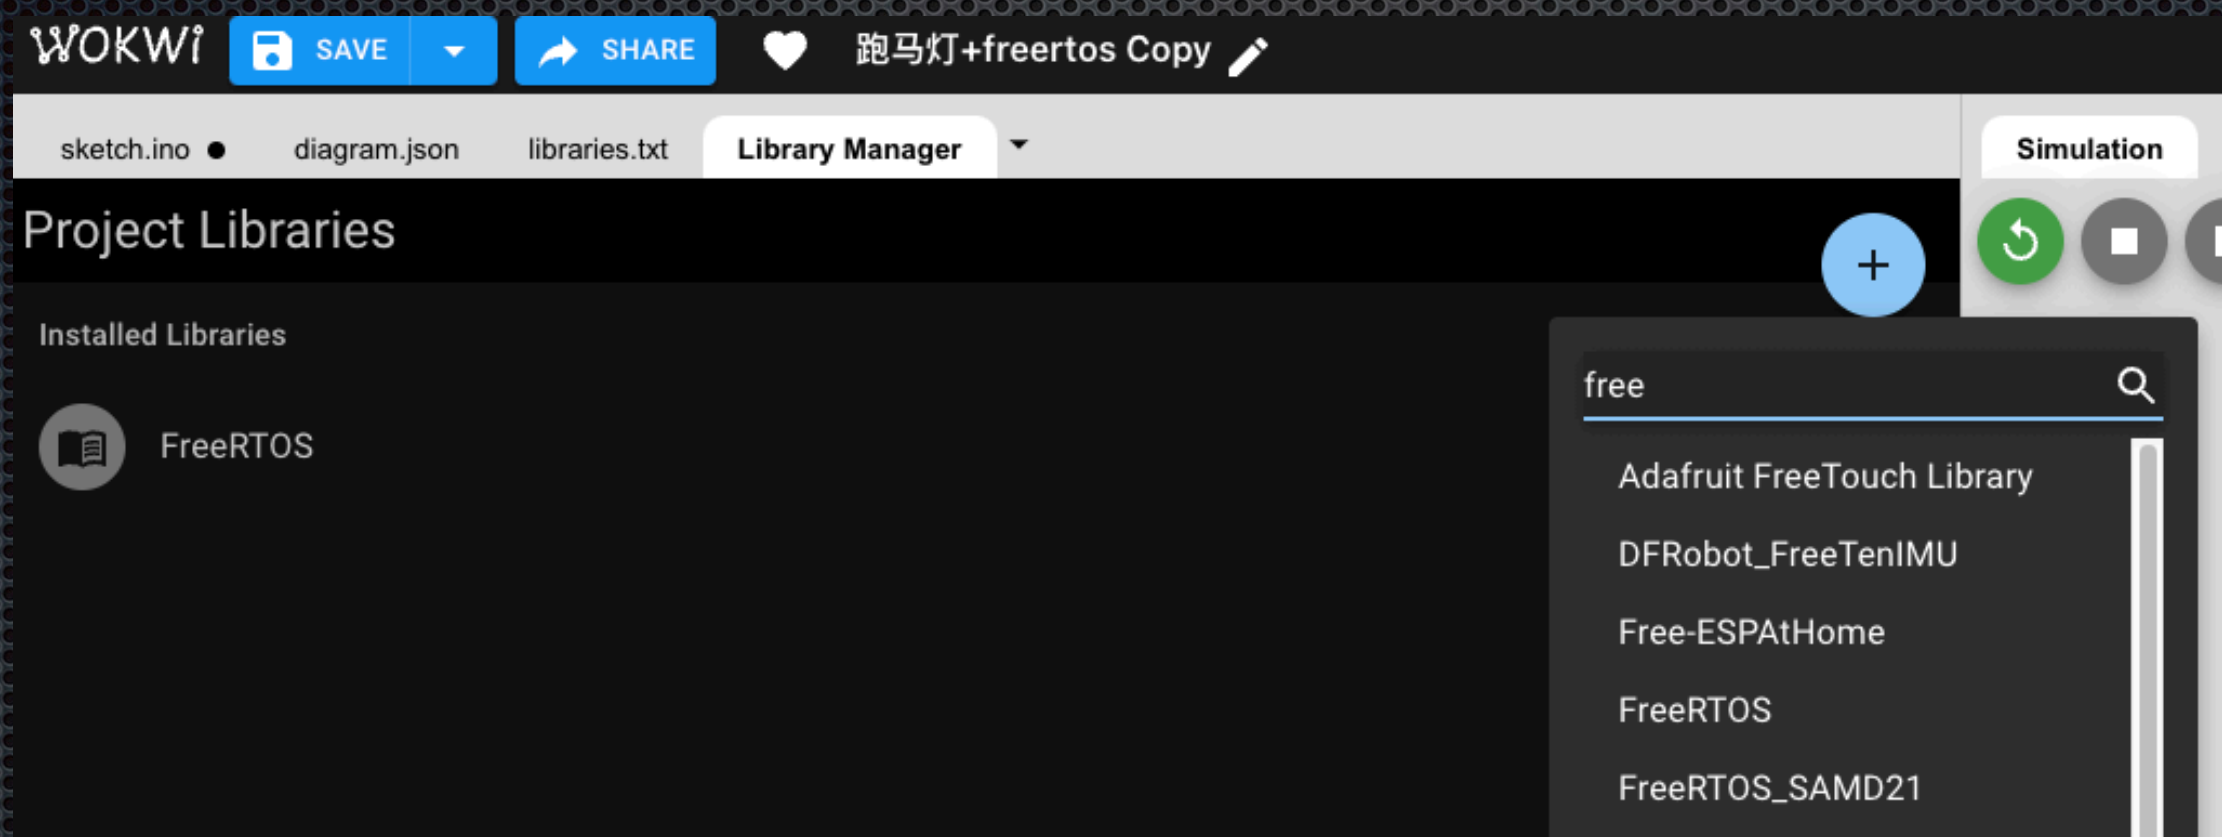 WOKWi SAVE SHARE 跑马灯+freertos Copy
sketch.ino diagram.json libraries.txt Library Manager Simulation
Project Libraries
+
Installed Libraries
FreeRTOS
free
Adafruit FreeTouch Library
DFRobot_FreeTenIMU
Free-ESPAtHome
FreeRTOS
FreeRTOS_SAMD21